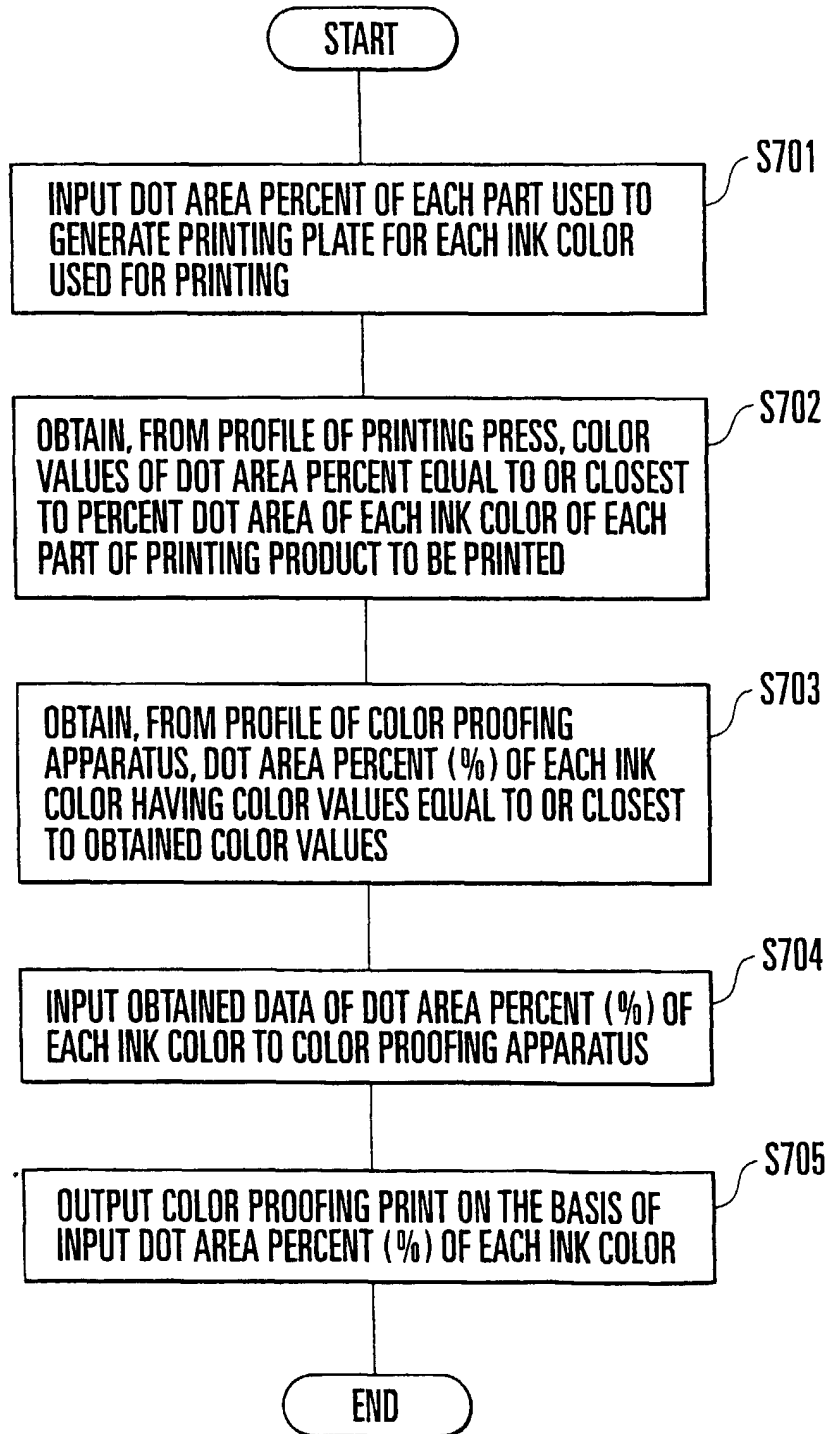 START
S701
INPUT DOT AREA PERCENT OF EACH PART USED TO
GENERATE PRINTING PLATE FOR EACH INK COLOR
USED FOR PRINTING
S702
OBTAIN, FROM PROFILE OF PRINTING PRESS, COLOR
VALUES OF DOT AREA PERCENT EQUAL TO OR CLOSEST
TO PERCENT DOT AREA OF EACH INK COLOR OF EACH
PART OF PRINTING PRODUCT TO BE PRINTED
S703
OBTAIN, FROM PROFILE OF COLOR PROOFING
APPARATUS, DOT AREA PERCENT (%) OF EACH INK
COLOR HAVING COLOR VALUES EQUAL TO OR CLOSEST
TO OBTAINED COLOR VALUES
S704
INPUT OBTAINED DATA OF DOT AREA PERCENT (%) OF
EACH INK COLOR TO COLOR PROOFING APPARATUS
S705
OUTPUT COLOR PROOFING PRINT ON THE BASIS OF
INPUT DOT AREA PERCENT (%) OF EACH INK COLOR
END